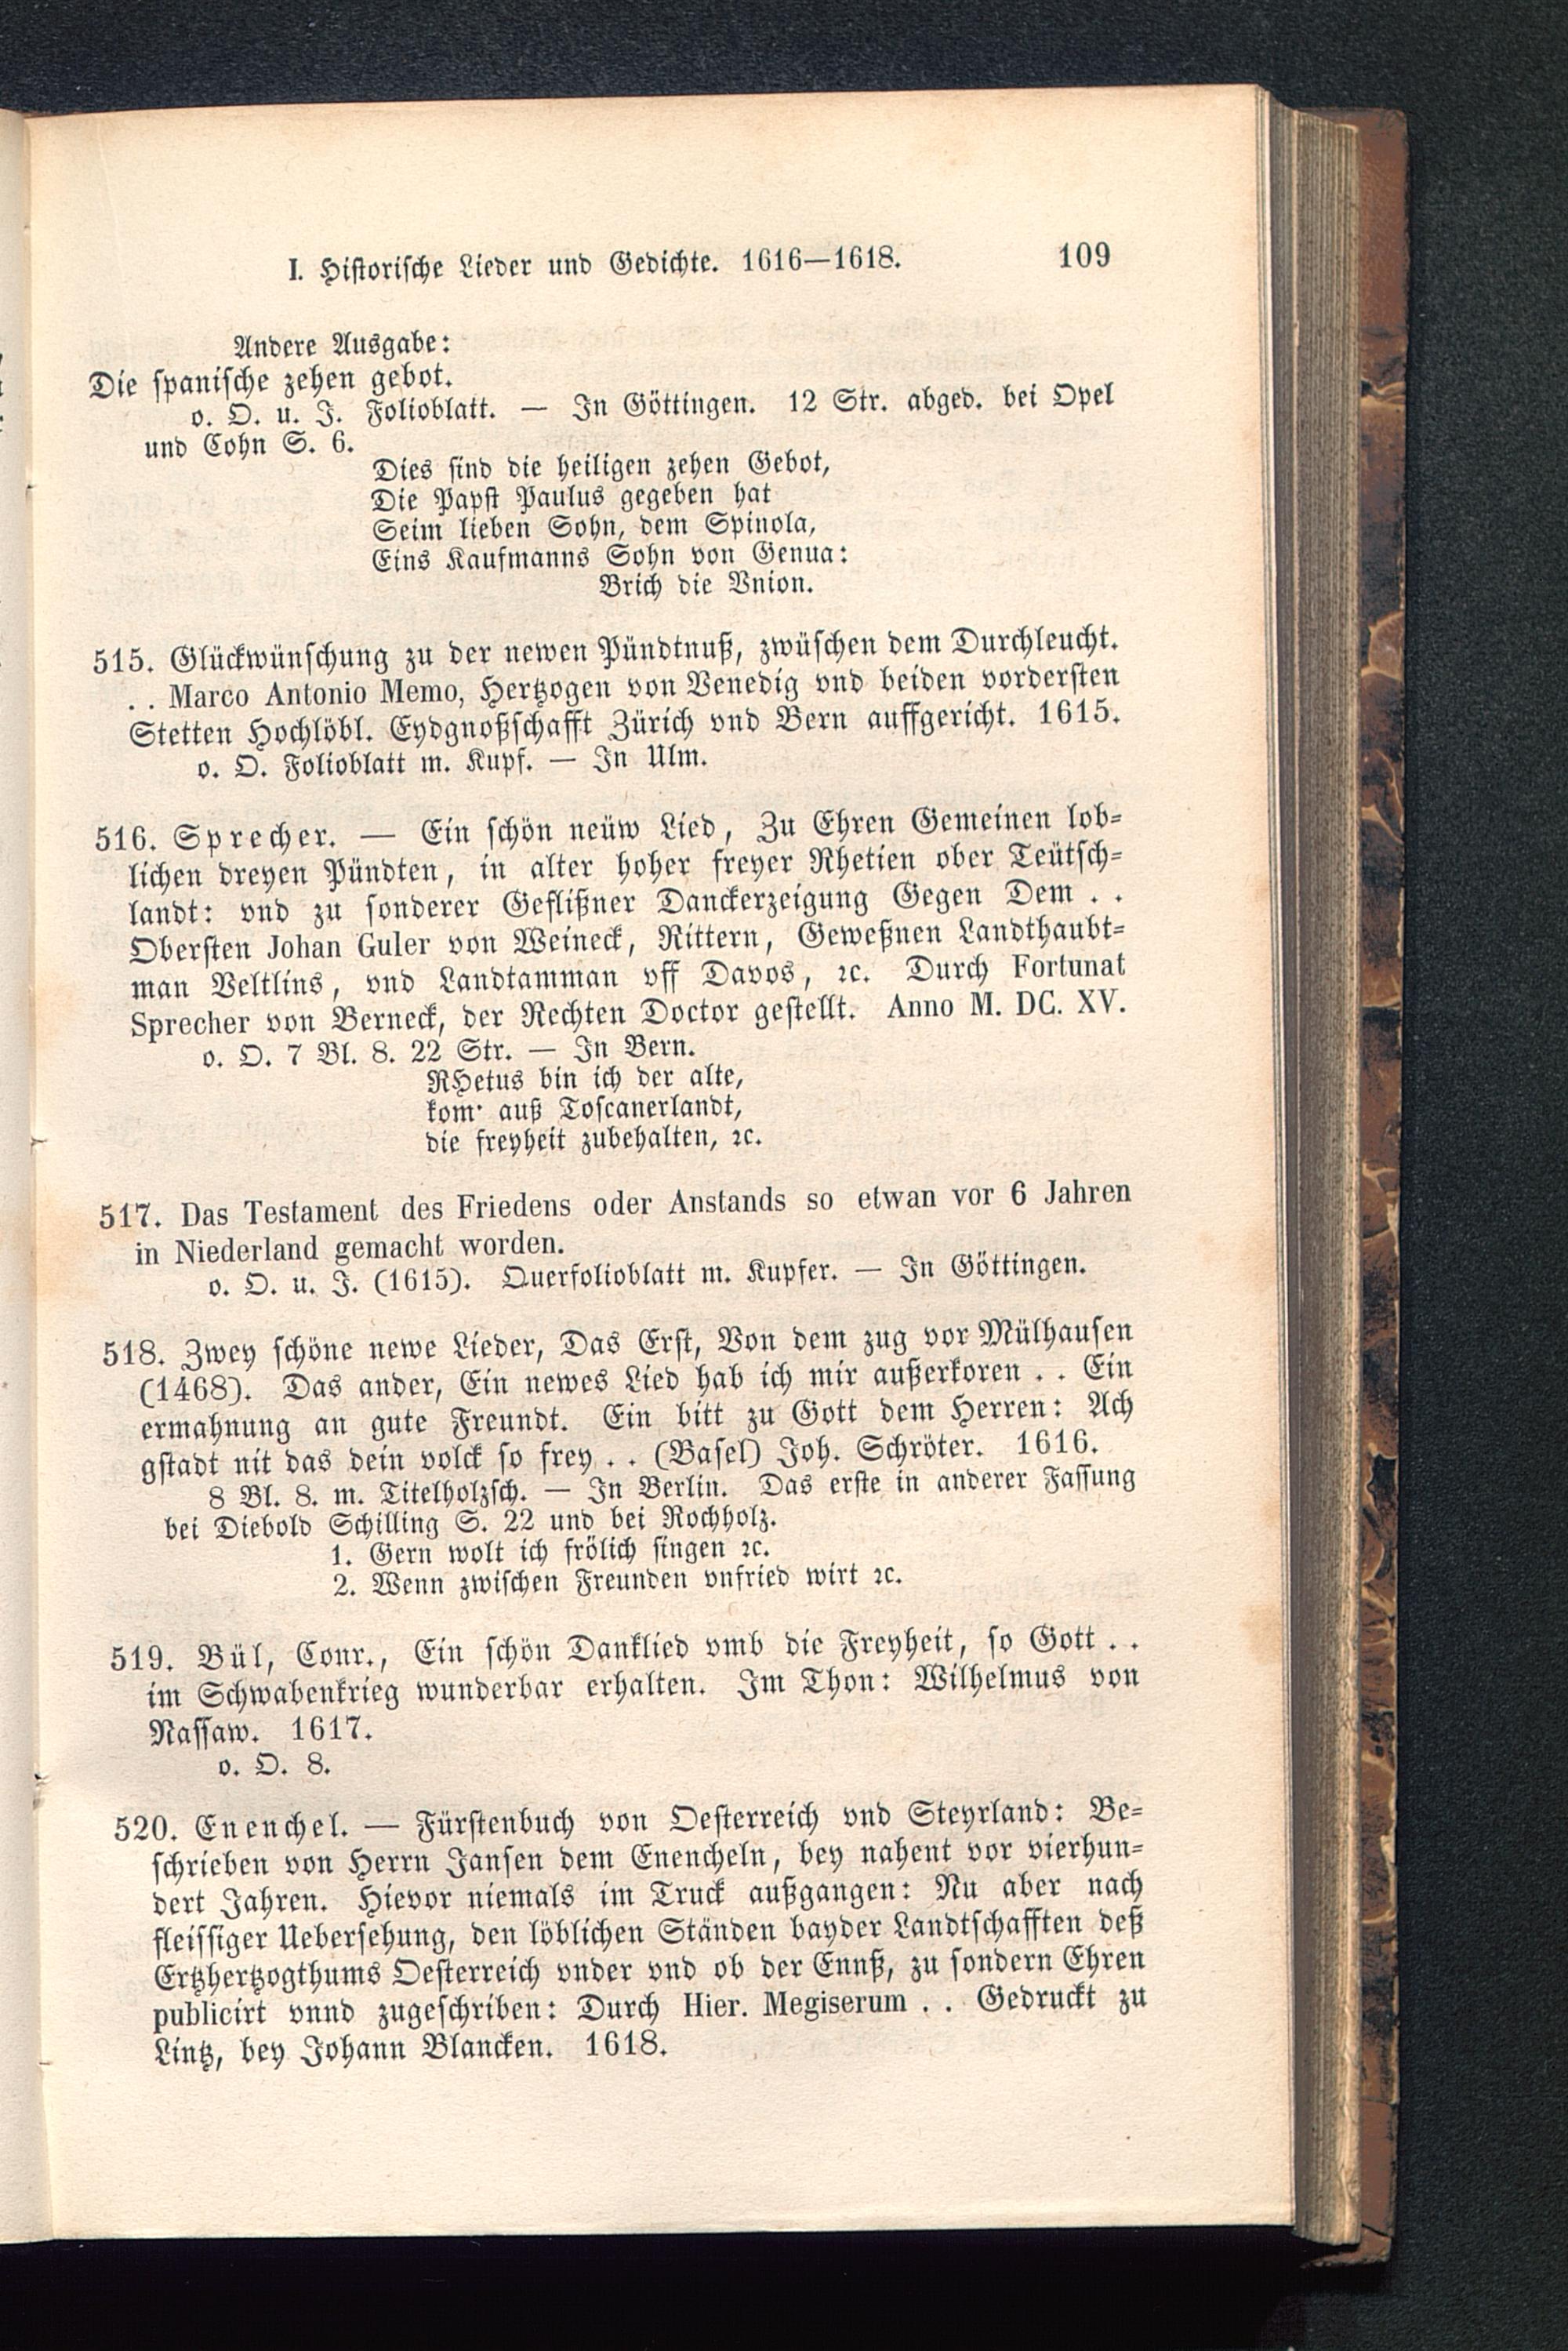 I. Historische Lieder und Gedichte. 1616—1618. 109
Andere Ausgabe:
Die spanische zehen gebot.
o. O. u. J. Folioblatt. — In Göttingen. 12 Str. abged. bei Opel
und Cohn S. 6.
Dies sind die heiligen zehen Gebot,
Die Papst Paulus gegeben hat
Seim lieben Sohn, dem Spinola,
Eins Kaufmanns Sohn von Genua:
Brich die Vnion.
515. Glückwünschung zu der newen Pündtnuß, zwüschen dem Durchleucht.
. . Marco Antonio Memo, Hertzogen von Venedig vnd beiden vordersten
Stetten Hochlöbl. Eydgnoßschafft Zürich vnd Bern auffgericht. 1615.
o. O. Folioblatt m. Kupf. — In Ulm.
516. Sprecher. — Ein schön neüw Lied, Zu Ehren Gemeinen lob-
lichen dreyen Pündten, in alter hoher freyer Rhetien ober Teütsch-
landt: vnd zu sonderer Geflißner Danckerzeigung Gegen Dem . .
Obersten Johan Guler von Weineck, Rittern, Geweßnen Landthaubt-
man Veltlins, vnd Landtamman vff Davos, ꝛc. Durch Fortunat
Sprecher von Berneck, der Rechten Doctor gestellt. Anno M. DC. XV.
o. O. 7 Bl. 8. 22 Str. — In Bern.
RHetus bin ich der alte,
kom· auß Toscanerlandt,
die freyheit zubehalten, ꝛc.
517. Das Testament des Friedens oder Anstands so etwan vor 6 Jahren
in Niederland gemacht worden.
o. O. u. J. (1615). Querfolioblatt m. Kupfer. — In Göttingen.
518. Zwey schöne newe Lieder, Das Erst, Von dem zug vor Mülhausen
(1468). Das ander, Ein newes Lied hab ich mir außerkoren . . Ein
ermahnung an gute Freundt. Ein bitt zu Gott dem Herren: Ach
gstadt nit das dein volck so frey . . (Basel) Joh. Schröter. 1616.
8 Bl. 8. m. Titelholzsch. — In Berlin. Das erste in anderer Fassung
bei Diebold Schilling S. 22 und bei Rochholz.
1. Gern wolt ich frölich singen ꝛc.
2. Wenn zwischen Freunden vnfried wirt ꝛc.
519. Bül, Conr., Ein schön Danklied vmb die Freyheit, so Gott . .
im Schwabenkrieg wunderbar erhalten. Im Thon: Wilhelmus von
Nassaw. 1617.
o. O. 8.
520. Enenchel. — Fürstenbuch von Oesterreich vnd Steyrland: Be-
schrieben von Herrn Jansen dem Enencheln, bey nahent vor vierhun-
dert Jahren. Hievor niemals im Truck außgangen: Nu aber nach
fleissiger Uebersehung, den löblichen Ständen bayder Landtschafften deß
Ertzhertzogthums Oesterreich vnder vnd ob der Ennß, zu sondern Ehren
publicirt vnnd zugeschriben: Durch Hier. Megiserum . . Gedruckt zu
Lintz, bey Johann Blancken. 1618.